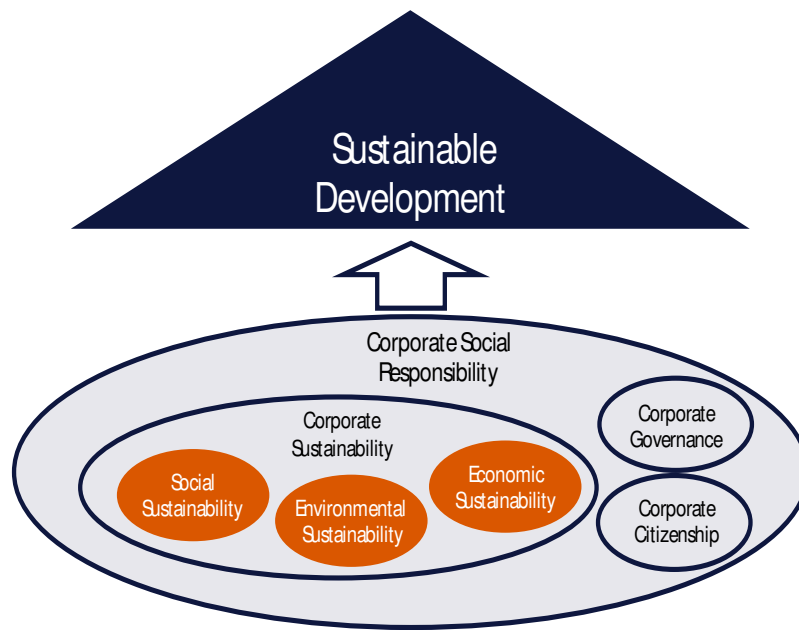 Sustainable
Development
Corporate Social
Responsibility
Corporate
Sustainability
Social
Sustainability
Environmental
Sustainability
Economic
Sustainability
Corporate
Governance
Corporate
Citizenship